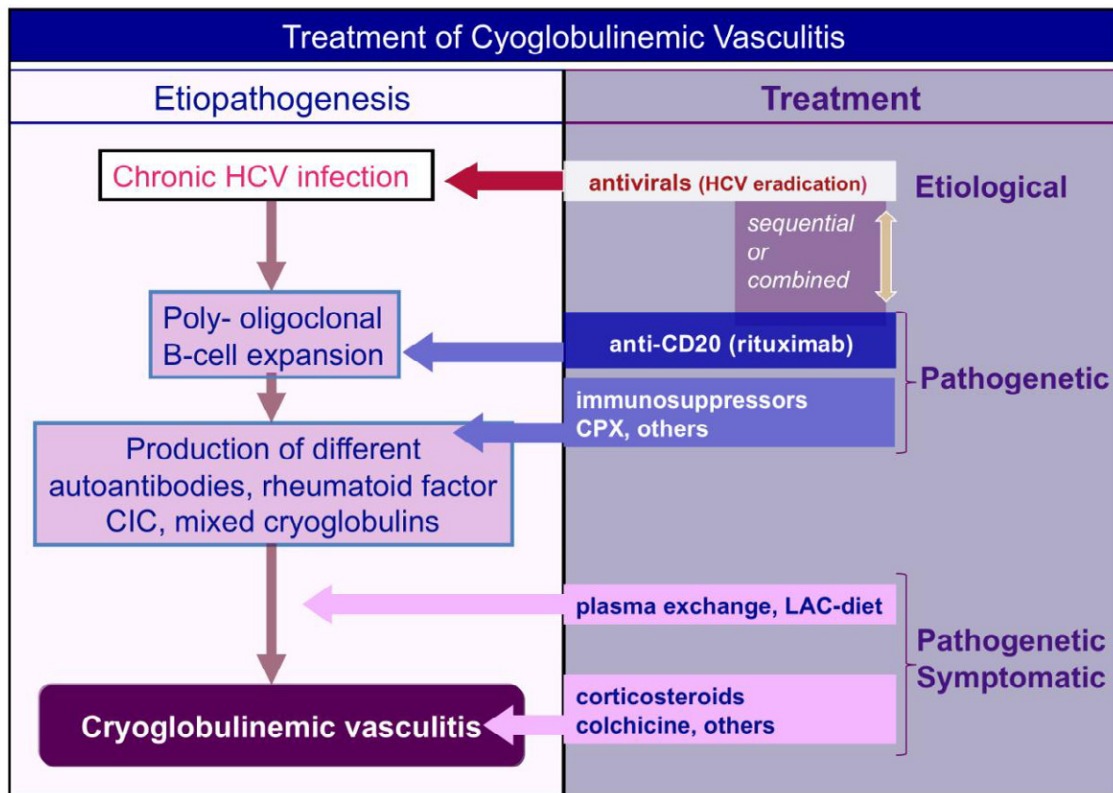 Treatment of Cyoglobulinemic Vasculitis
Etiopathogenesis
Treatment
Chronic HCV infection
antivirals (HCV eradication)
Etiological
sequential
or
combined
Poly- oligoclonal
B-cell expansion
anti-CD20 (rituximab)
Pathogenetic
immunosuppressors
CPX, others
Production of different
autoantibodies, rheumatoid factor
CIC, mixed cryoglobulins
plasma exchange, LAC-diet
Pathogenetic
Symptomatic
corticosteroids
colchicine, others
Cryoglobulinemic vasculitis